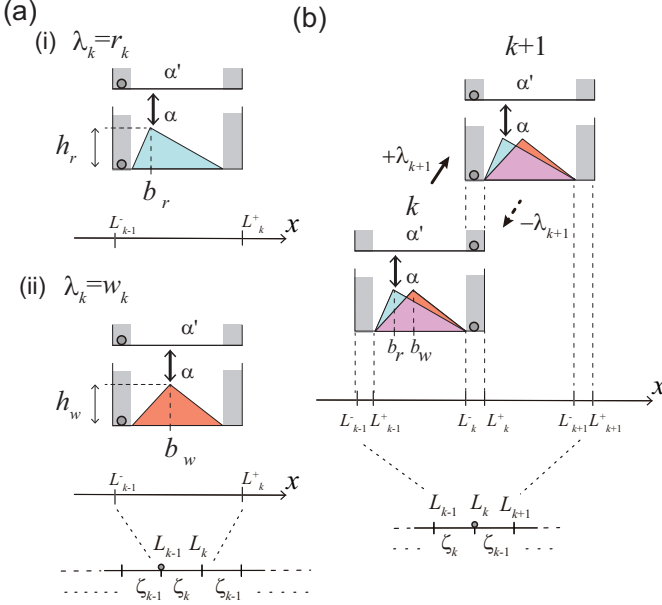 (a)
(i) λ_k=r_k
α'
α
h_r
b_r
L^-_{k-1} L^+_k x
(ii) λ_k=w_k
α'
α
h_w
b_w
L^-_{k-1} L^+_k x
L_{k-1} L_k
ζ_{k-1} ζ_k ζ_{k-1}
(b)
k+1
α'
α
+λ_{k+1}
k
-λ_{k+1}
α'
α
b_r b_w
x
L^-_{k-1} L^+_{k-1} L^-_k L^+_k L^-_{k+1} L^+_{k+1}
L_{k-1} L_k L_{k+1}
ζ_k ζ_{k-1}